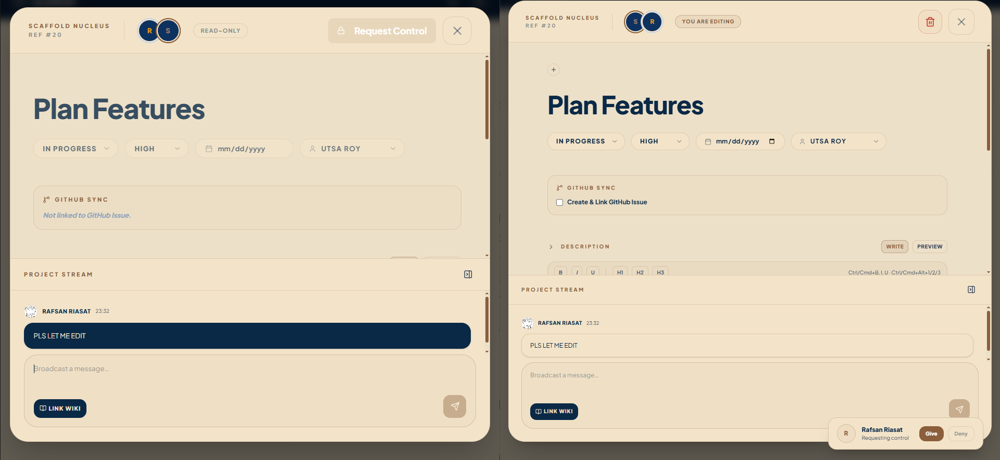 SCAFFOLD NUCLEUS
REF #20
R S
READ-ONLY
Request Control
Plan Features
IN PROGRESS
HIGH
mm/dd/yyyy
UTSA ROY
GITHUB SYNC
Not linked to GitHub Issue.
PROJECT STREAM
RAFSAN RIASAT 23:32
PLS LET ME EDIT
Broadcast a message...
LINK WIKI
SCAFFOLD NUCLEUS
REF #20
S R
YOU ARE EDITING
Plan Features
IN PROGRESS
HIGH
mm/dd/yyyy
UTSA ROY
GITHUB SYNC
Create & Link GitHub Issue
DESCRIPTION
WRITE
PREVIEW
B I U H1 H2 H3
Ctrl/Cmd+B, I, U · Ctrl/Cmd+Alt+1/2/3
PROJECT STREAM
RAFSAN RIASAT 23:32
PLS LET ME EDIT
Broadcast a message...
LINK WIKI
R
Rafsan Riasat
Requesting control
Give
Deny